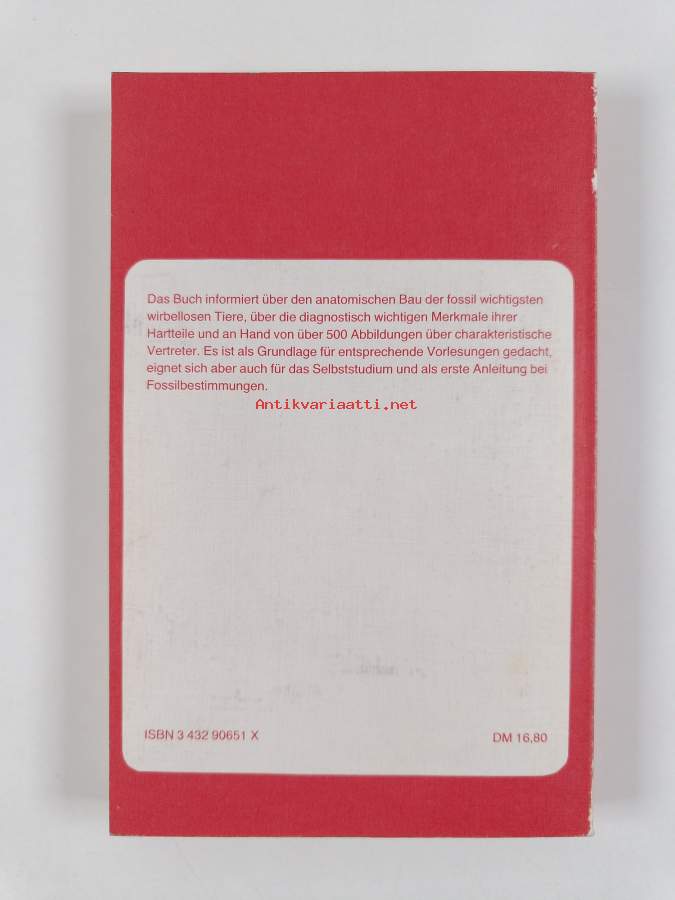 Das Buch informiert über den anatomischen Bau der fossil wichtigsten
wirbellosen Tiere, über die diagnostisch wichtigen Merkmale ihrer
Hartteile und an Hand von über 500 Abbildungen über charakteristische
Vertreter. Es ist als Grundlage für entsprechende Vorlesungen gedacht,
eignet sich aber auch für das Selbststudium und als erste Anleitung bei
Fossilbestimmungen.
Antikvariaatti.net
ISBN 3 432 90651 X
DM 16,80